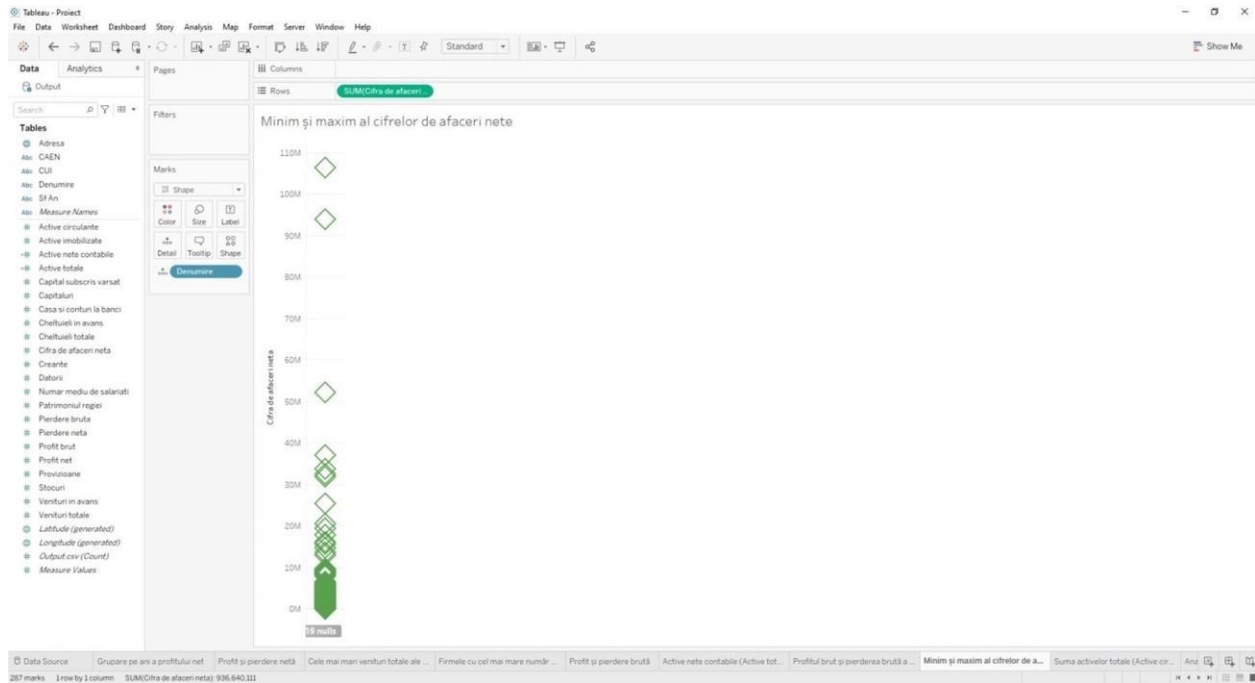 Tableau - Proiect
File Data Worksheet Dashboard Story Analysis Map Format Server Window Help
Standard
Show Me
Data Analytics
Output
Search
Tables
Adresa
Abc CAEN
Abc CUI
Abc Denumire
Abc Sf An
Abc Measure Names
Active circulante
Active imobilizate
Active nete contabile
Active totale
Capital subscris varsat
Capitaluri
Casa si conturi la banci
Cheltuieli in avans
Cheltuieli totale
Cifra de afaceri neta
Creante
Datorii
Numar mediu de salariati
Patrimoniul regiei
Pierdere bruta
Pierdere neta
Profit brut
Profit net
Provizioane
Stocuri
Venituri in avans
Venituri totale
Latitude (generated)
Longitude (generated)
Output.csv (Count)
Measure Values
Pages
Filters
Marks
Shape
Color Size Label
Detail Tooltip Shape
Denumire
Columns
Rows SUM(Cifra de afaceri ..
Minim și maxim al cifrelor de afaceri nete
110M
100M
90M
80M
70M
60M
50M
40M
30M
20M
10M
0M
Cifra de afaceri neta
19 nulls
Data Source Grupare pe ani a profitului net Profit și pierdere netă Cele mai mari venituri totale ale ... Firmele cu cel mai mare număr ... Profit și pierdere brută Active nete contabile (Active tot... Profitul brut și pierderea brută a ... Minim și maxim al cifrelor de a... Suma activelor totale (Active cir... Ana
287 marks 1 row by 1 column SUM(Cifra de afaceri neta): 936.640.111